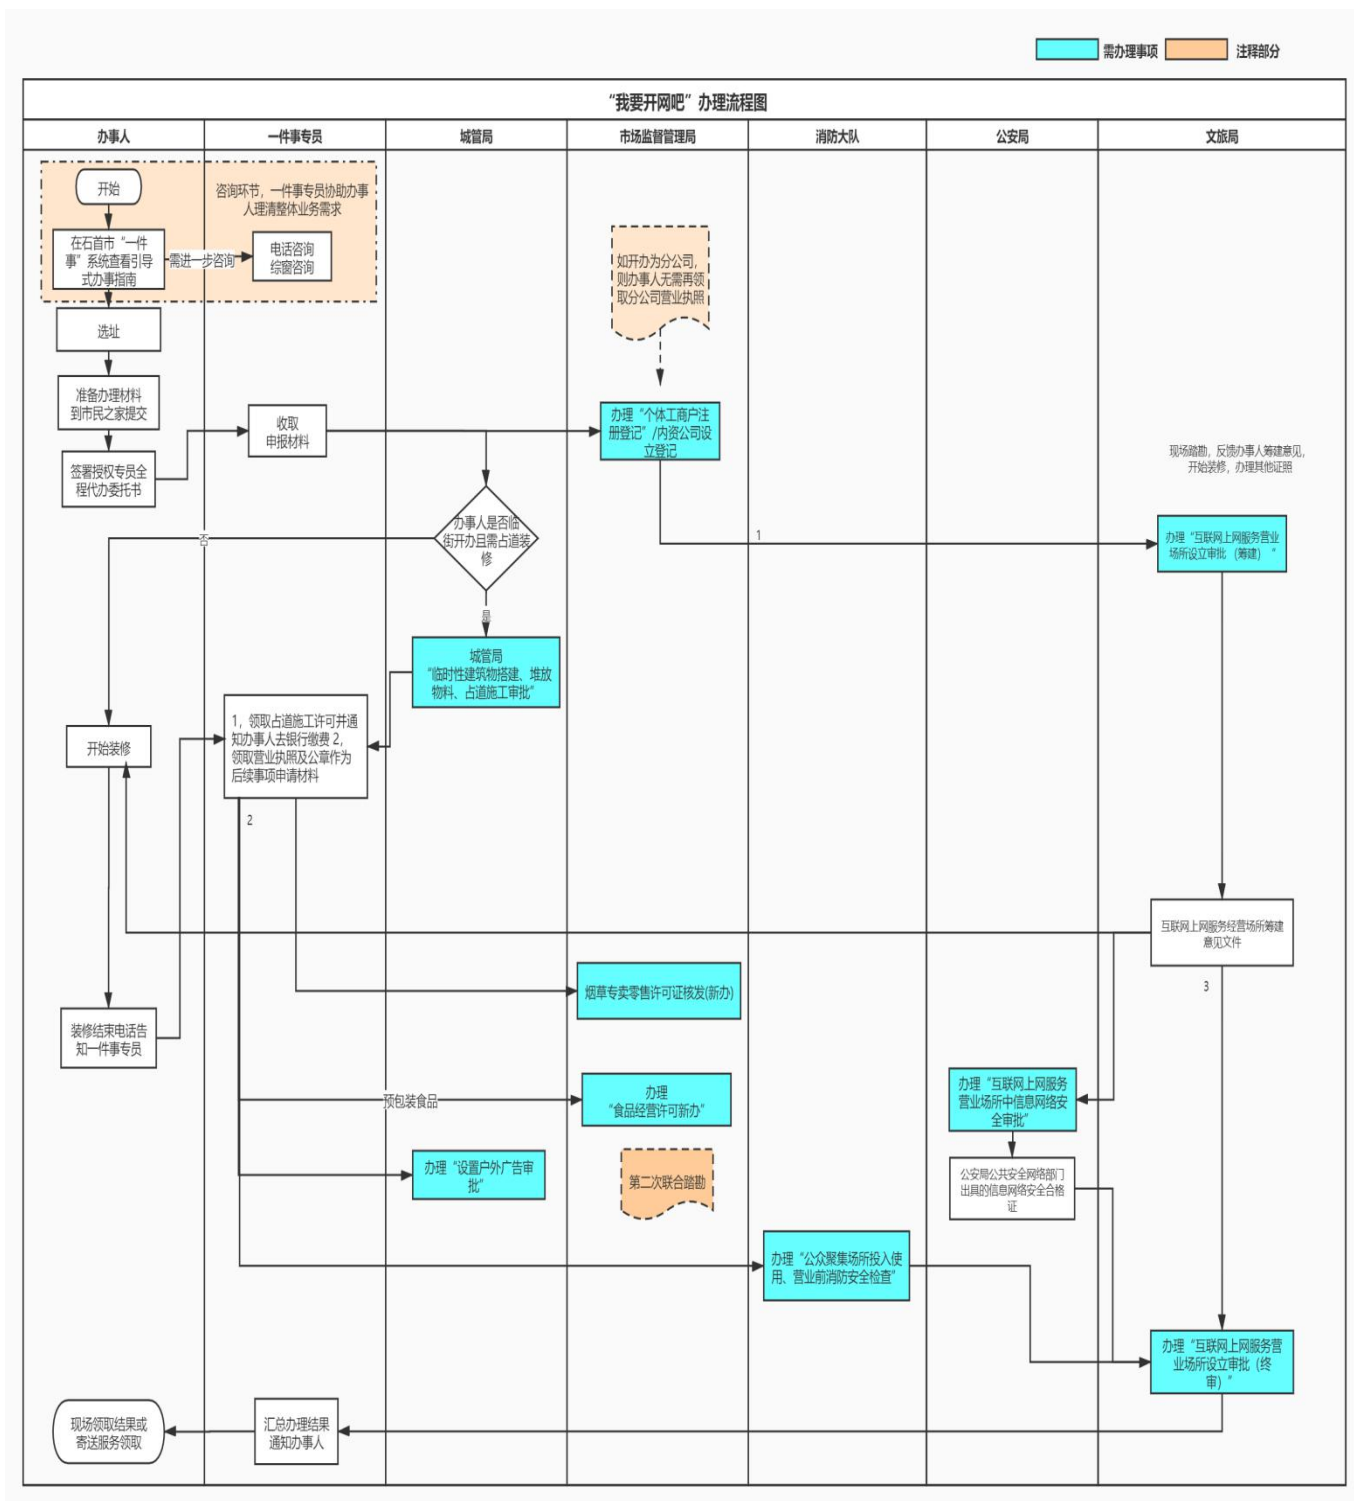 需办理事项
注释部分
“我要开网吧”办理流程图
办事人
一件事专员
城管局
市场监督管理局
消防大队
公安局
文旅局
开始
咨询环节，一件事专员协助办事
人理清整体业务需求
在石首市“一件
事”系统查看引导
式办事指南
需进一步咨询
电话咨询
综窗咨询
如开办为分公司，
则办事人无需再领
取分公司营业执照
选址
准备办理材料
到市民之家提交
收取
申报材料
办理“个体工商户注
册登记”/内资公司设
立登记
签署授权专员全
程代办委托书
现场踏勘，反馈办事人筹建意见，
开始装修，办理其他证照
办事人是否临
街开办且需占道装
修
否
1
办理“互联网上网服务营业
场所设立审批 （筹建） ”
是
城管局
“临时性建筑物搭建、堆放
物料、占道施工审批”
开始装修
1，领取占道施工许可并通
知办事人去银行缴费 2，
领取营业执照及公章作为
后续事项申请材料
2
互联网上网服务经营场所筹建
意见文件
3
烟草专卖零售许可证核发(新办)
装修结束电话告
知一件事专员
预包装食品
办理
“食品经营许可新办”
办理“互联网上网服务
营业场所中信息网络安
全审批”
办理“设置户外广告审
批”
第二次联合踏勘
公安局公共安全网络部门
出具的信息网络安全合格
证
办理“公众聚集场所投入使
用、营业前消防安全检查”
办理“互联网上网服务营
业场所设立审批（终
审）”
现场领取结果或
寄送服务领取
汇总办理结果
通知办事人